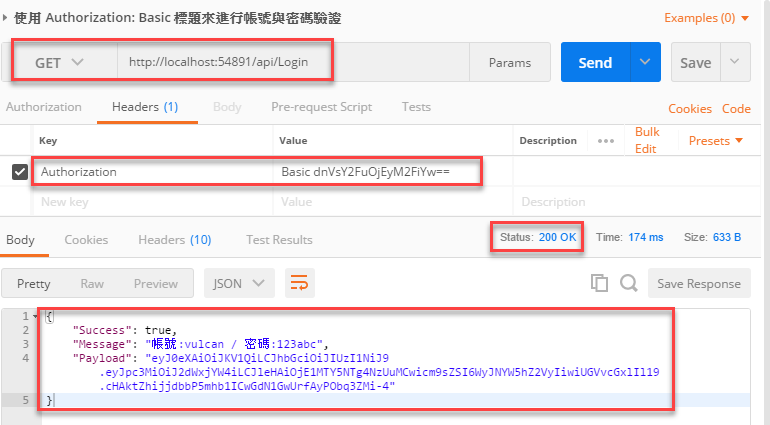 使用 Authorization: Basic 標題來進行帳號與密碼驗證
Examples (0)
GET http://localhost:54891/api/Login Params Send Save
Authorization Headers (1) Body Pre-request Script Tests Cookies Code
Key Value Description ••• Bulk Edit Presets
Authorization Basic dnVsY2FuOjEyM2FiYw==
New key Value Description
Body Cookies Headers (10) Test Results Status: 200 OK Time: 174 ms Size: 633 B
Pretty Raw Preview JSON Save Response
1 {
2 "Success": true,
3 "Message": "帳號:vulcan / 密碼:123abc",
4 "Payload": "eyJ0eXAiOiJKV1QiLCJhbGciOiJIUzI1NiJ9
.eyJpc3MiOiJ2dWxjYW4iLCJleHAiOjE1MTY5NTg4NzUuMCwicm9sZSI6WyJNYW5hZ2VyIiwiUGVvcGxlIl19
.cHAktZhijjdbbP5mhb1ICwGdN1GwUrfAyPObq3ZMi-4"
5 }